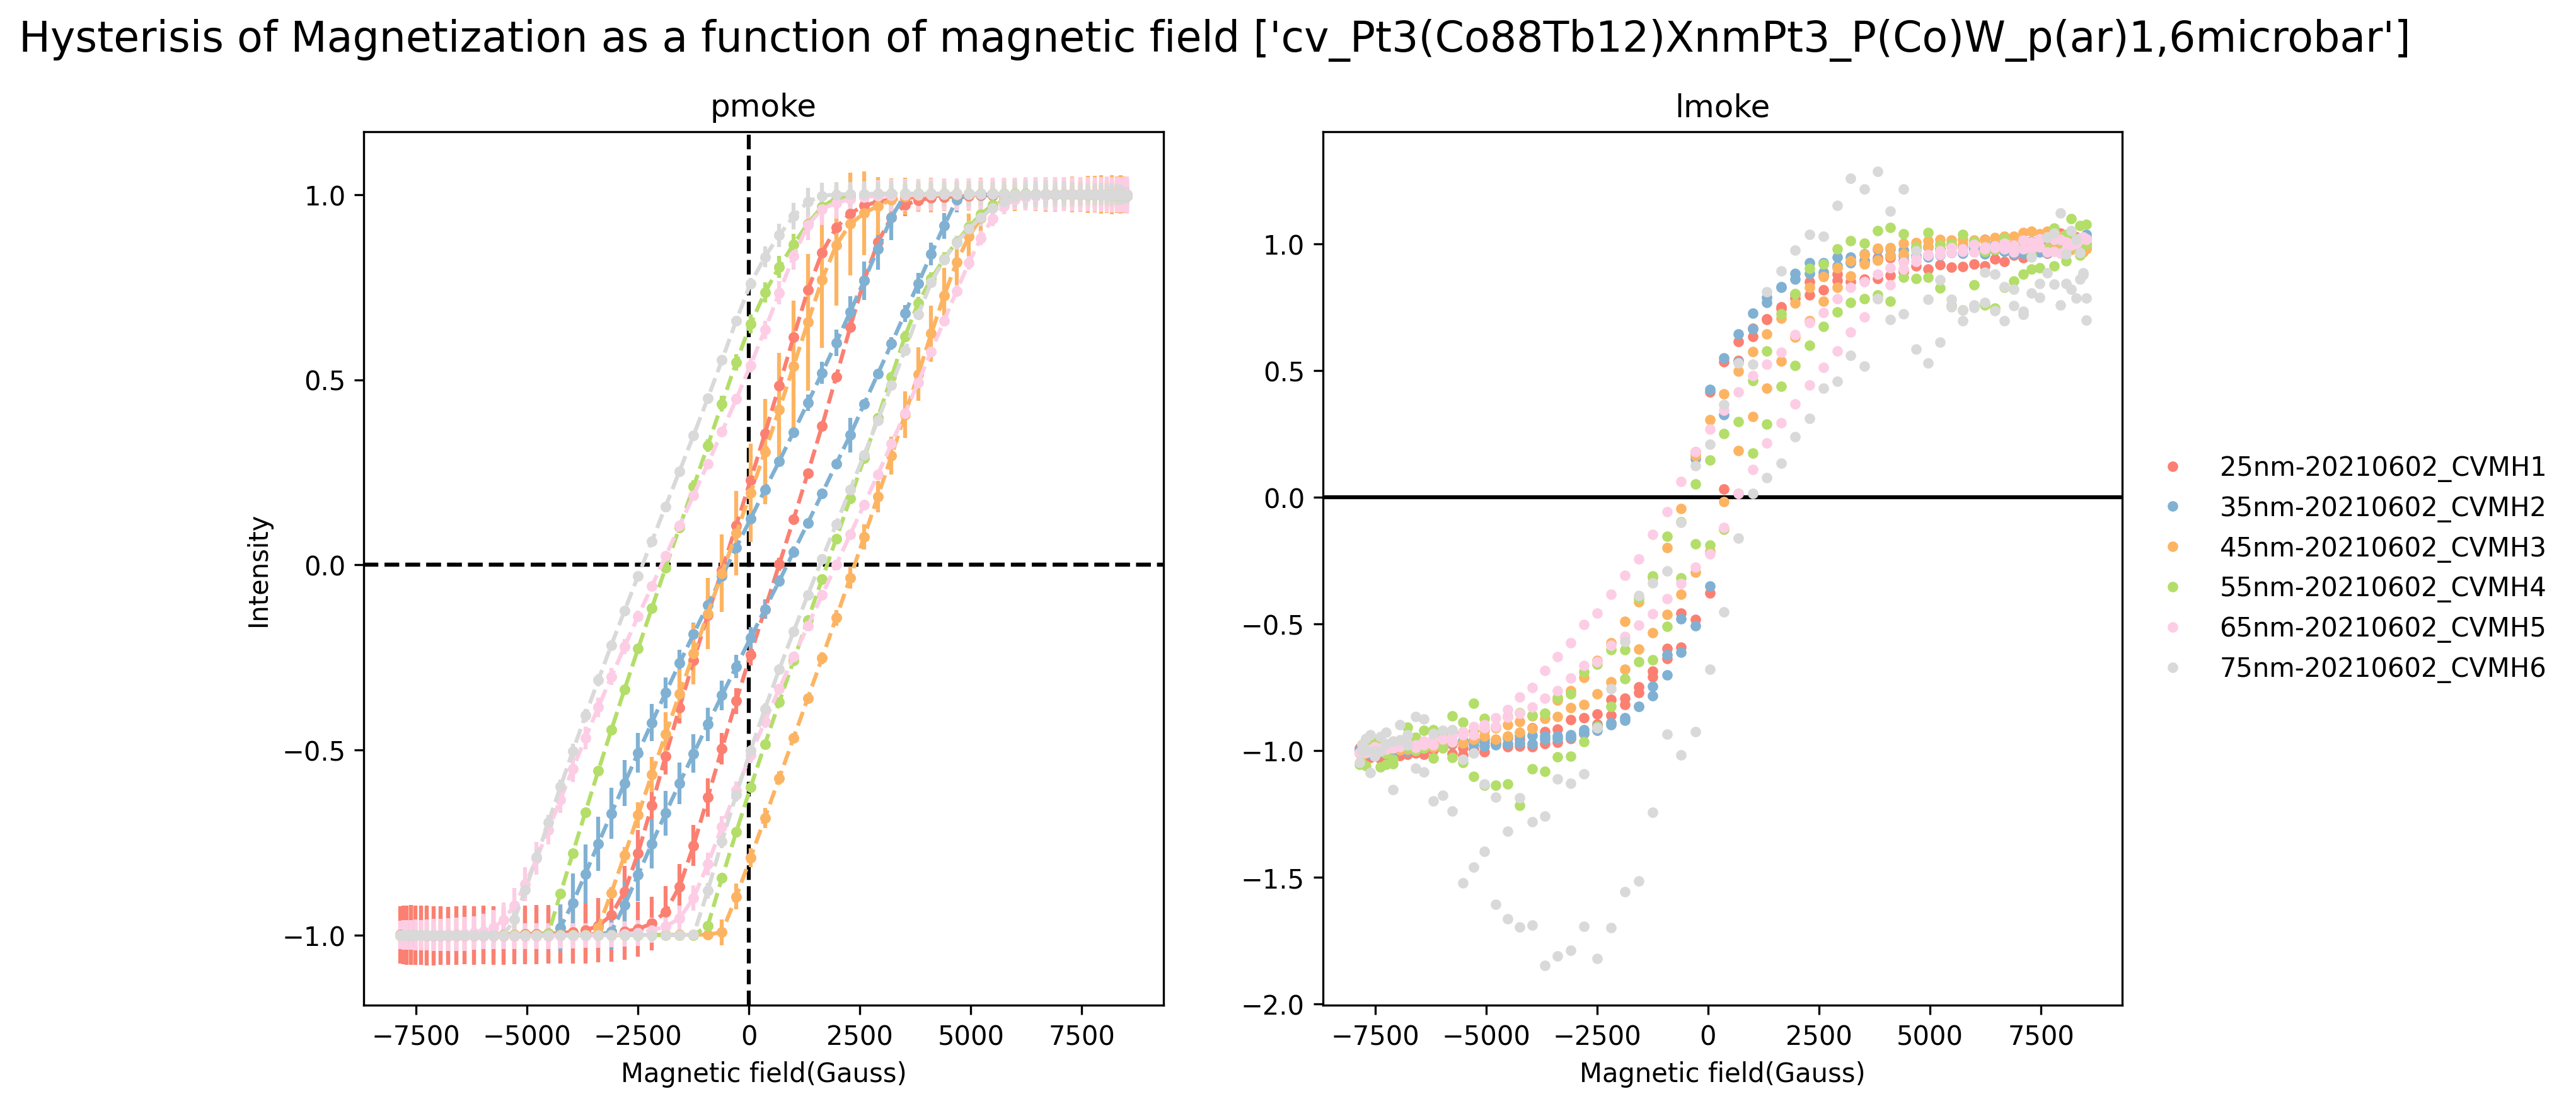 Hysterisis of Magnetization as a function of magnetic field ['cv_Pt3(Co88Tb12)XnmPt3_P(Co)W_p(ar)1,6microbar']
pmoke
1.0
0.5
0.0
−0.5
−1.0
Intensity
−7500 −5000 −2500 0 2500 5000 7500
Magnetic field(Gauss)
lmoke
1.0
0.5
0.0
−0.5
−1.0
−1.5
−2.0
−7500 −5000 −2500 0 2500 5000 7500
Magnetic field(Gauss)
25nm-20210602_CVMH1
35nm-20210602_CVMH2
45nm-20210602_CVMH3
55nm-20210602_CVMH4
65nm-20210602_CVMH5
75nm-20210602_CVMH6